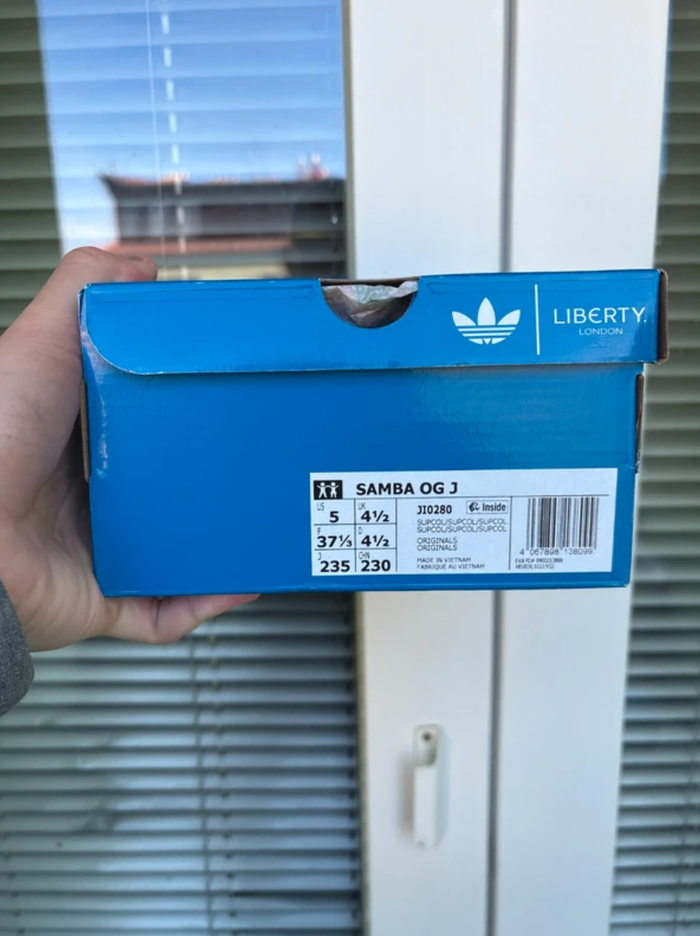 LIBERTY.
LONDON
SAMBA OG J
US 5 UK 4½
F 37⅓ D 4½
J 235 CHN 230
JI0280 Inside
SUPCOL/SUPCOL/SUPCOL
SUPCOL/SUPCOL/SUPCOL
ORIGINALS
ORIGINALS
MADE IN VIETNAM
FABRIQUÉ AU VIETNAM
4 067898 138099